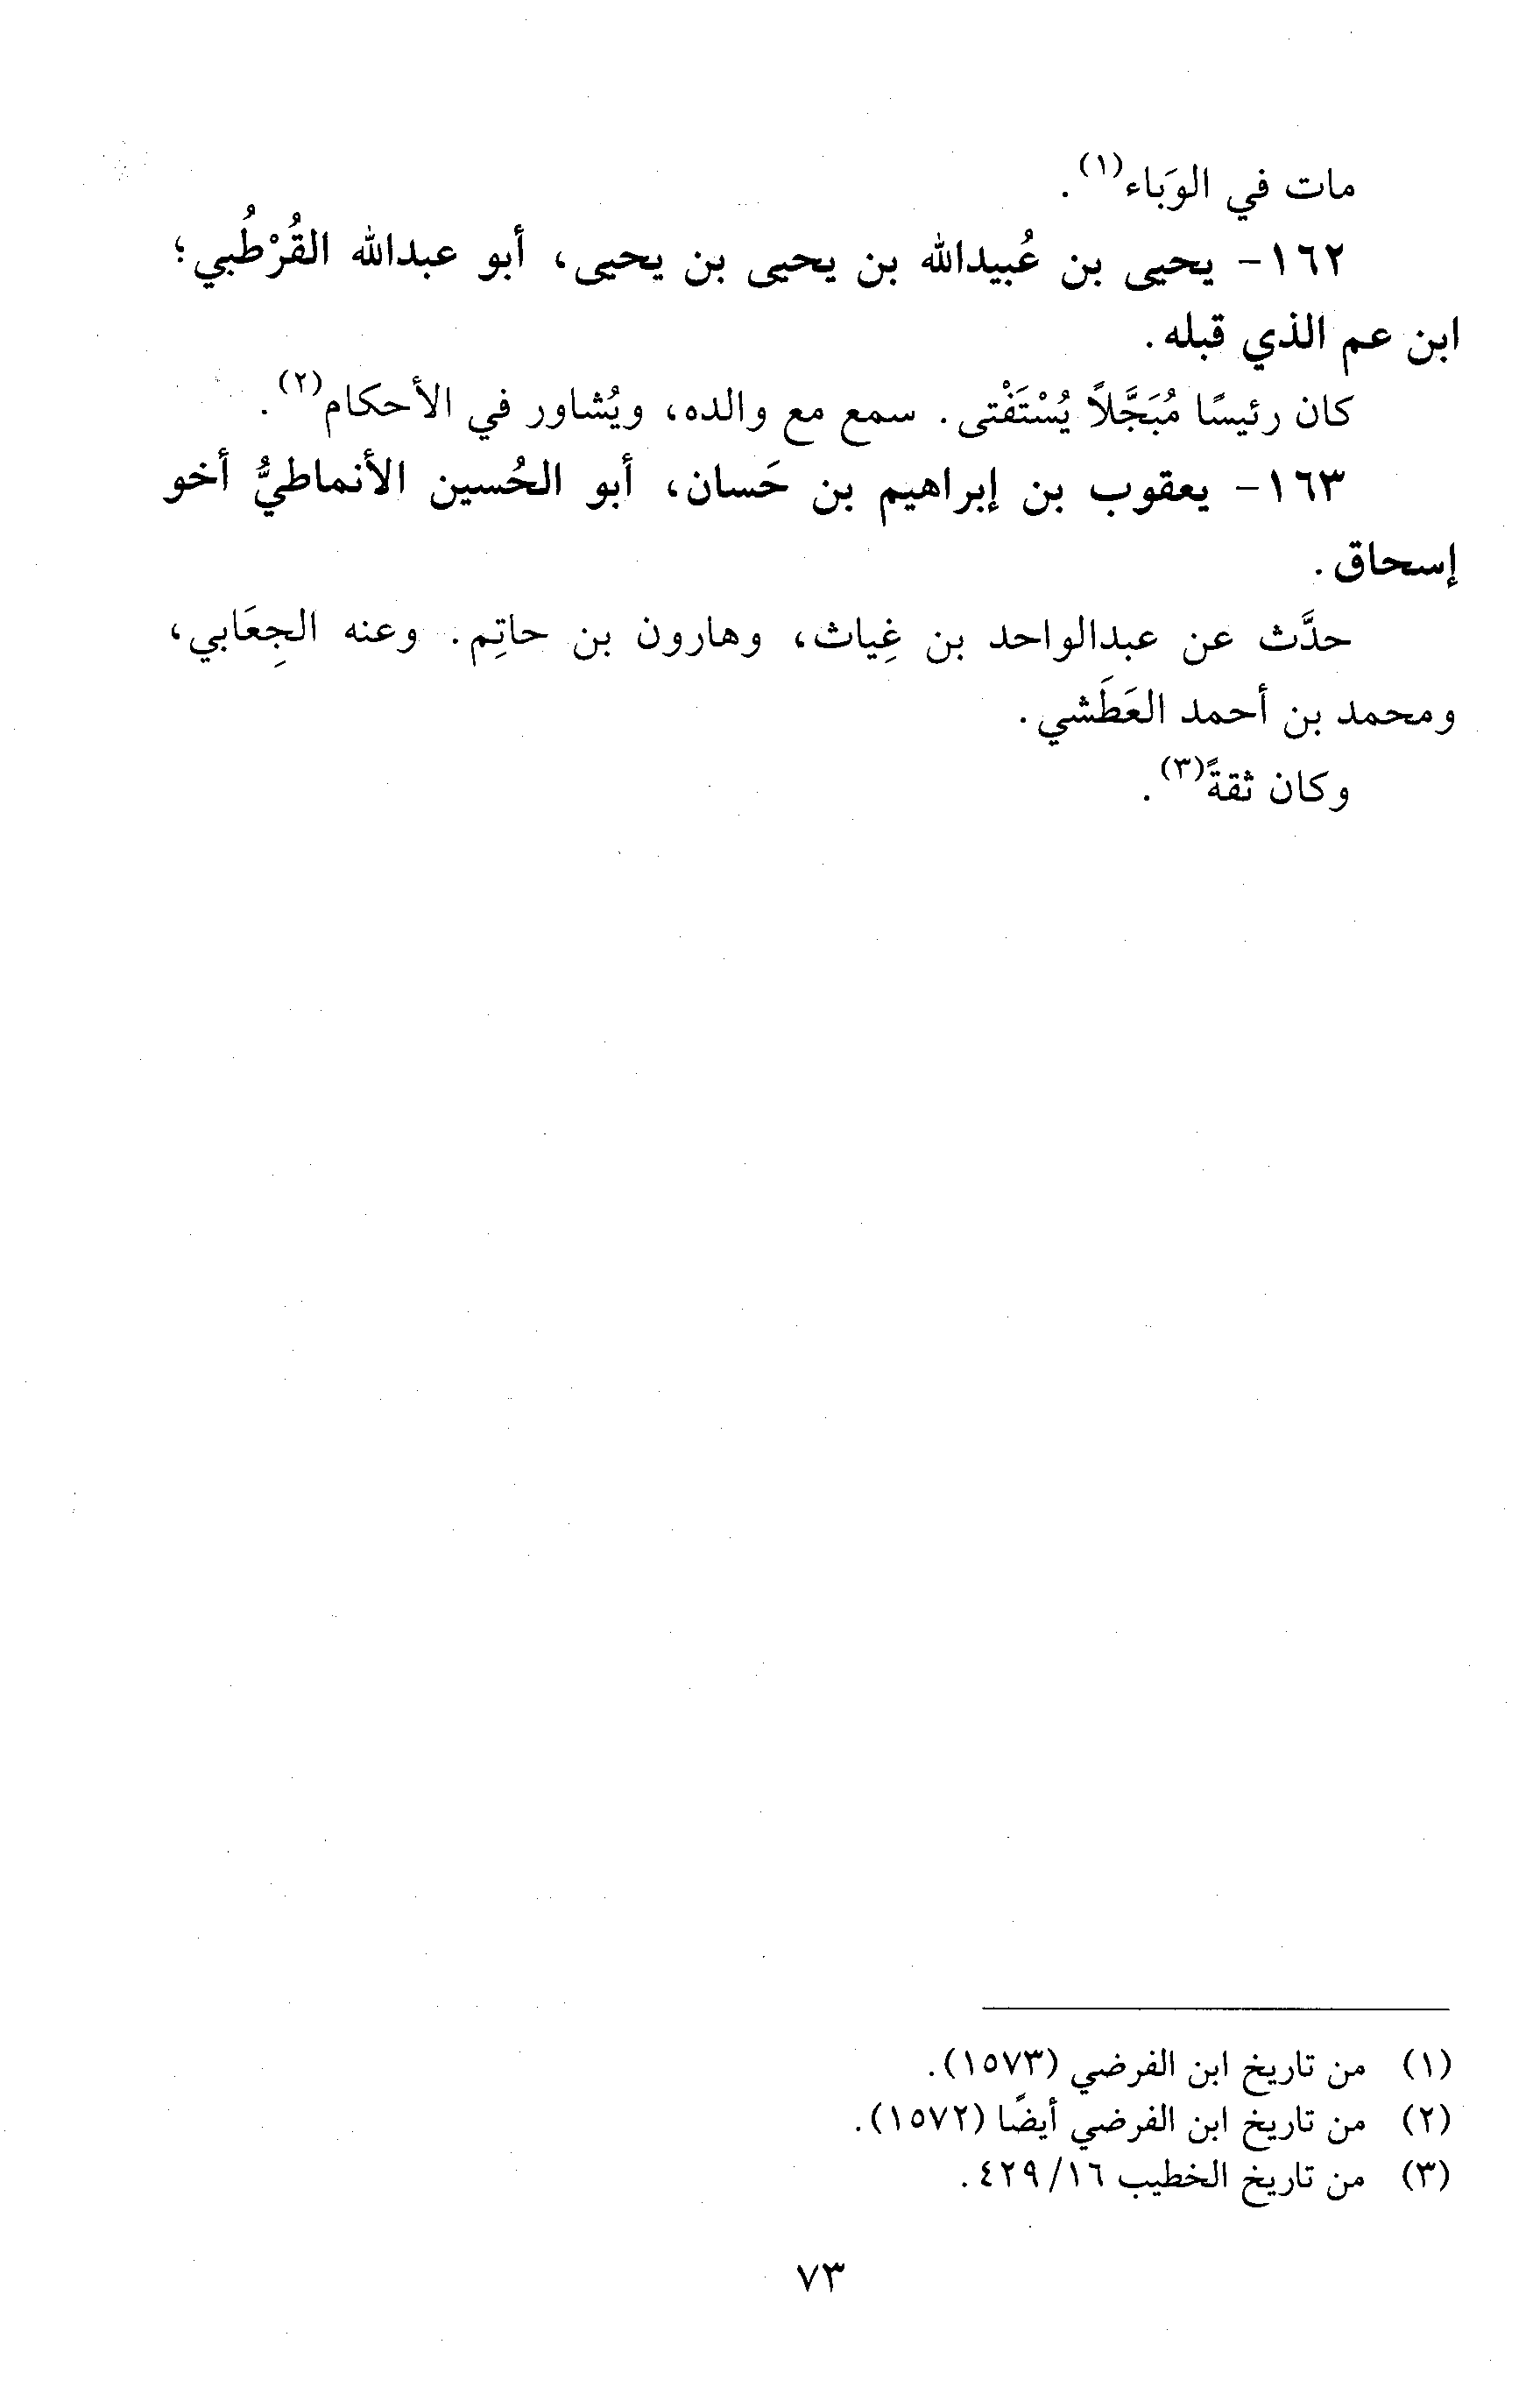 مات في الوَباء(١).
١٦٢- يحيى بن عُبيدالله بن يحيى بن يحيى، أبو عبدالله القُرْطُبي؛
ابن عم الذي قبله.
كان رئيسًا مُبَجَّلاً يُسْتَفْتى. سمع مع والده، ويُشاور في الأحكام(٢).
١٦٣- يعقوب بن إبراهيم بن حَسان، أبو الحُسين الأنماطيُّ أخو
إسحاق.
حدَّث عن عبدالواحد بن غِياث، وهارون بن حاتِم. وعنه الجِعَابي،
ومحمد بن أحمد العَطَشي.
وكان ثقةً(٣).
(١) من تاريخ ابن الفرضي (١٥٧٣).
(٢) من تاريخ ابن الفرضي أيضًا (١٥٧٢).
(٣) من تاريخ الخطيب ١٦/ ٤٢٩.
٧٣